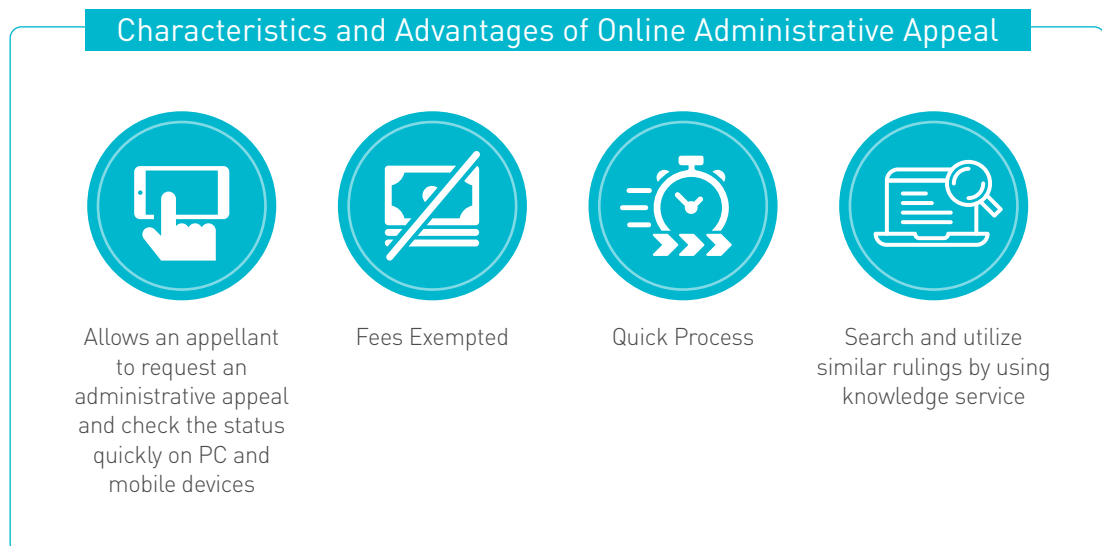 Characteristics and Advantages of Online Administrative Appeal
Allows an appellant
to request an
administrative appeal
and check the status
quickly on PC and
mobile devices
Fees Exempted
Quick Process
Search and utilize
similar rulings by using
knowledge service